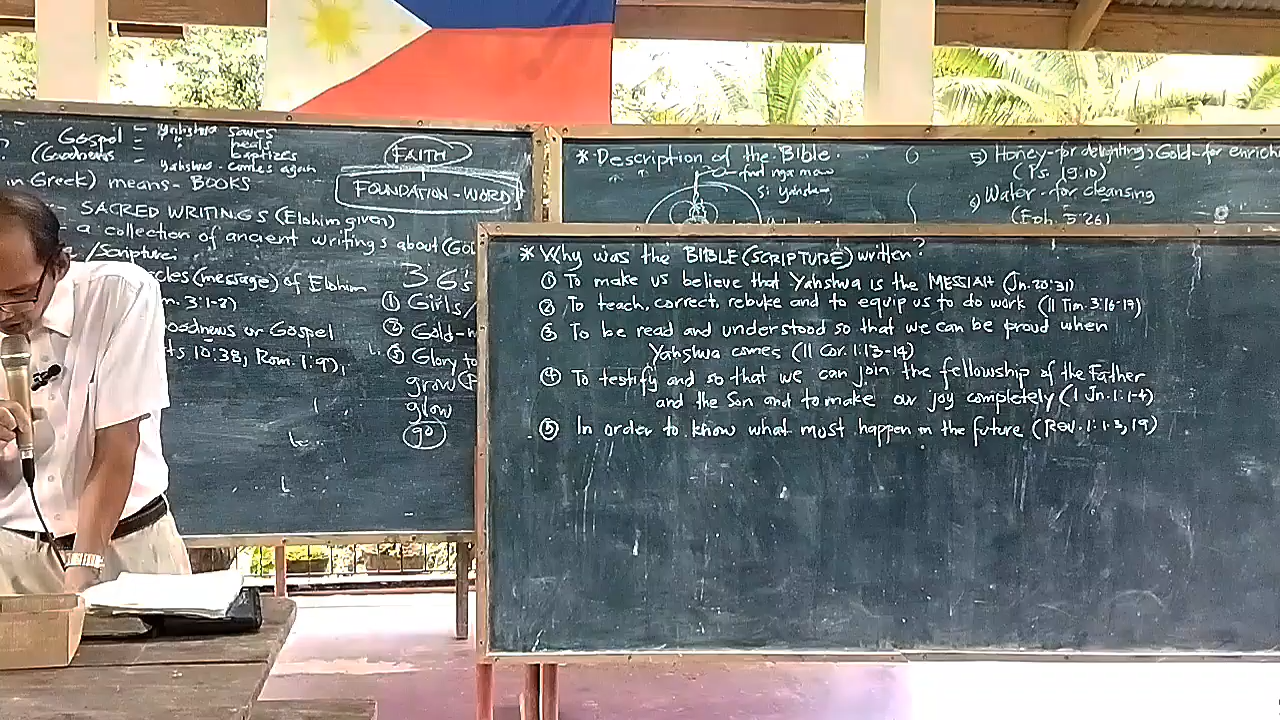 Gospel = Yahshua saves
" heals
(Goodnews = baptizes
Yahshua - comes again
in Greek) means - BOOKS
- SACRED WRITINGS (Elohim given)
- a collection of ancient writings about (Go
/Scriptures
cles (message) of Elohim
m. 3:1-2)
oodnews or Gospel
ts 10:38, Rom. 1:9),
FAITH
FOUNDATION - WORD
3 G's
① Girls/
② Gold-
③ Glory to
grow (P
glow
go
* Description of the Bible.
si Yahshua
5) Honey-for delighting; Gold-for enrich
(Ps. 19:10)
6) Water-for cleansing
(Eph. 5:26)
* Why was the BIBLE (SCRIPTURE) written?
① To make us believe that Yahshua is the MESSIAH (Jn. 20:31)
② To teach, correct, rebuke and to equip us to do work (II Tim. 3:16-17)
③ To be read and understood so that we can be proud when
Yahshua comes (II Cor. 1:13-14)
④ To testify and so that we can join the fellowship of the Father
and the Son and to make our joy completely (I Jn. 1:1-4)
⑤ In order to know what most happen in the future (Rev. 1:1-3, 19)